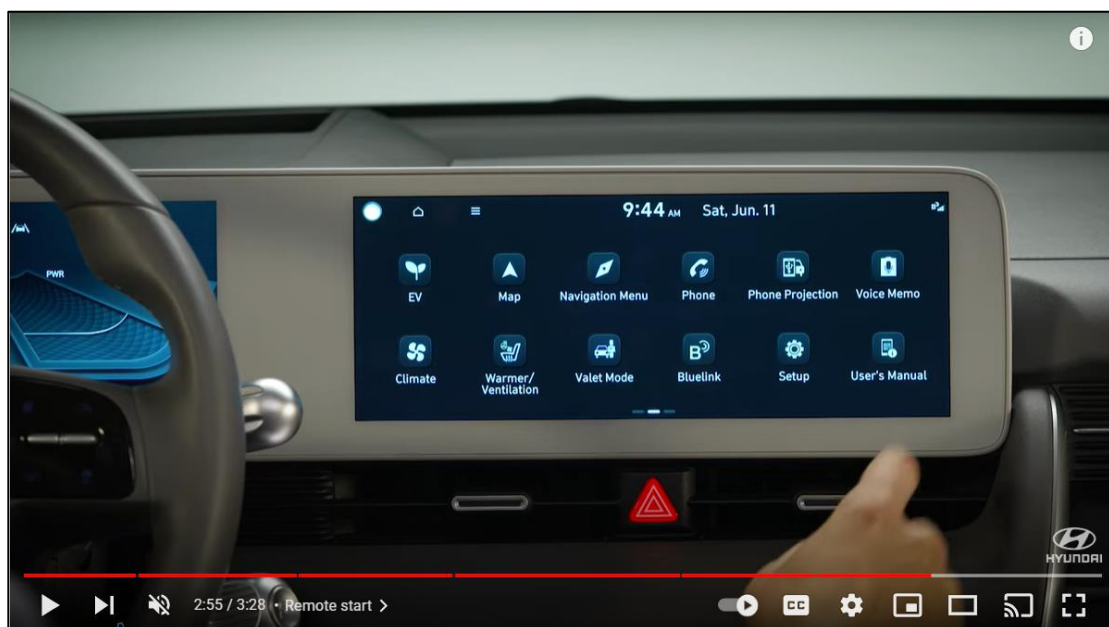 9:44 AM Sat, Jun. 11
PWR
EV
Map
Navigation Menu
Phone
Phone Projection
Voice Memo
Climate
Warmer/
Ventilation
Valet Mode
B
Bluelink
Setup
User's Manual
HYUNDAI
2:55 / 3:28 • Remote start >
CC